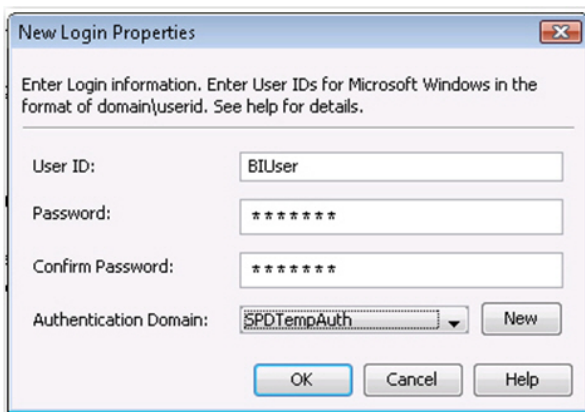 New Login Properties
Enter Login information. Enter User IDs for Microsoft Windows in the
format of domain\userid. See help for details.
User ID: BIUser
Password: *******
Confirm Password: *******
Authentication Domain: SPDTempAuth New
OK Cancel Help